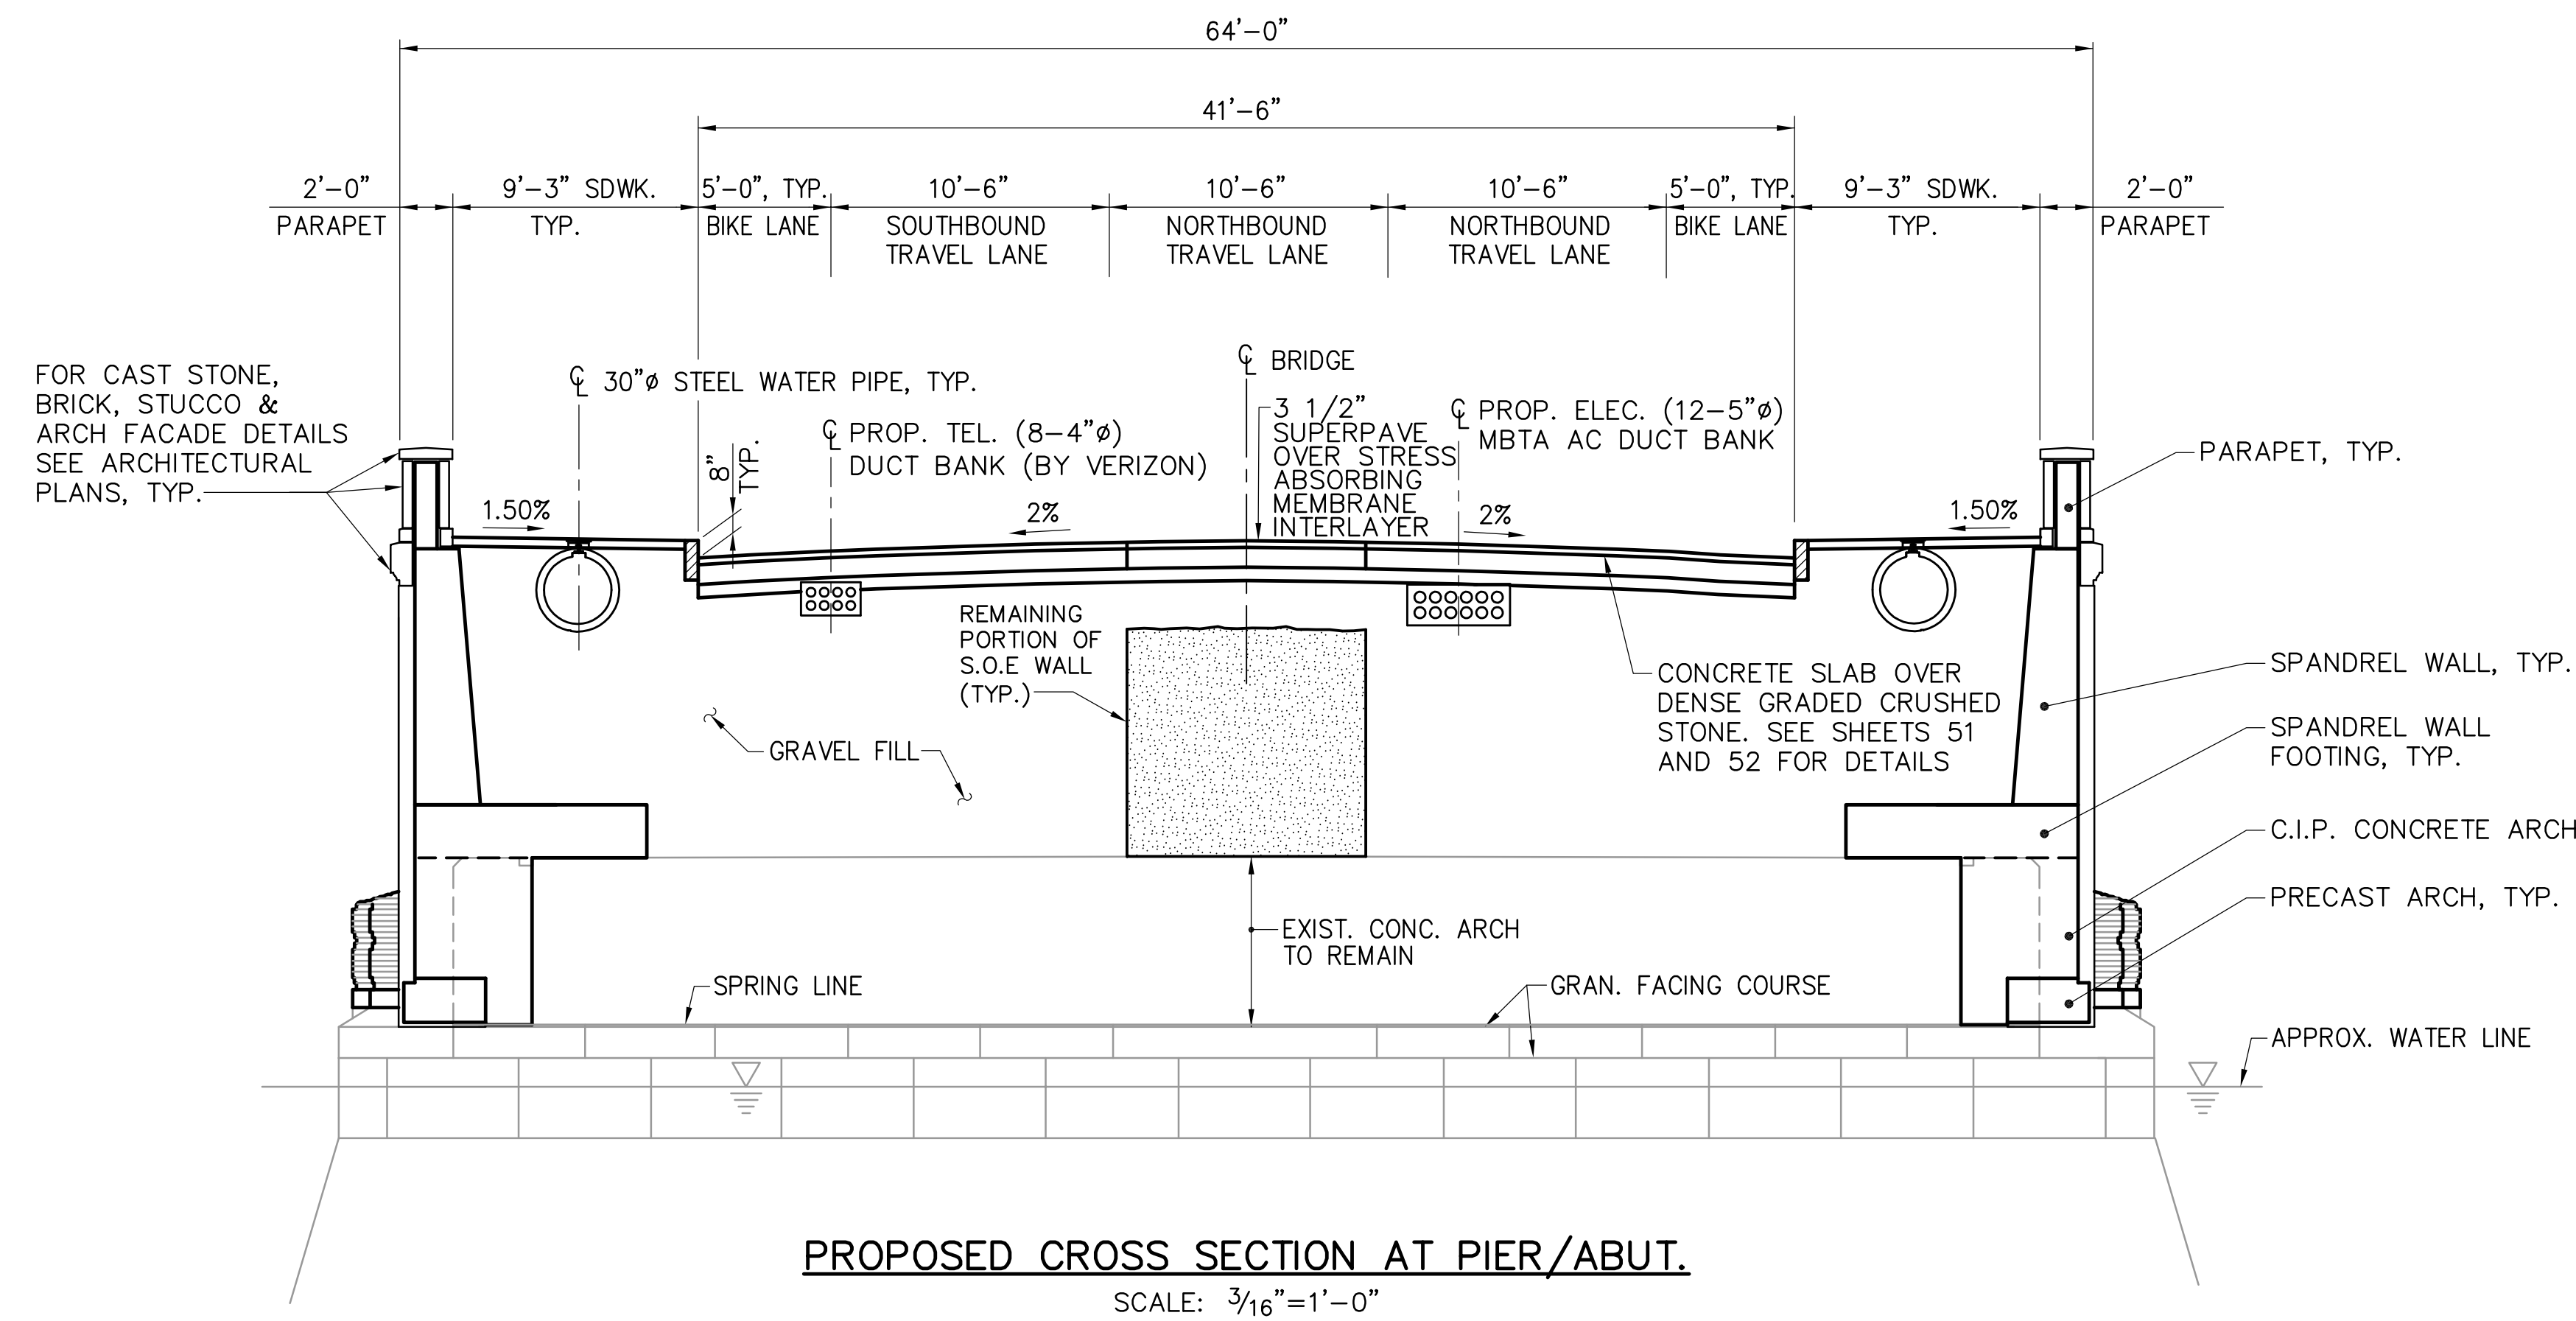 64'-0"
41'-6"
2'-0"
PARAPET
9'-3" SDWK.
TYP.
5'-0", TYP.
BIKE LANE
10'-6"
SOUTHBOUND
TRAVEL LANE
10'-6"
NORTHBOUND
TRAVEL LANE
10'-6"
NORTHBOUND
TRAVEL LANE
5'-0", TYP.
BIKE LANE
9'-3" SDWK.
TYP.
2'-0"
PARAPET
FOR CAST STONE,
BRICK, STUCCO &
ARCH FACADE DETAILS
SEE ARCHITECTURAL
PLANS, TYP.
℄ 30"ø STEEL WATER PIPE, TYP.
℄ BRIDGE
℄ PROP. TEL. (8-4"ø)
DUCT BANK (BY VERIZON)
8"
TYP.
3 1/2"
SUPERPAVE
OVER STRESS
ABSORBING
MEMBRANE
INTERLAYER
℄ PROP. ELEC. (12-5"ø)
MBTA AC DUCT BANK
PARAPET, TYP.
1.50%
2%
2%
1.50%
REMAINING
PORTION OF
S.O.E WALL
(TYP.)
GRAVEL FILL
CONCRETE SLAB OVER
DENSE GRADED CRUSHED
STONE. SEE SHEETS 51
AND 52 FOR DETAILS
SPANDREL WALL, TYP.
SPANDREL WALL
FOOTING, TYP.
C.I.P. CONCRETE ARCH
PRECAST ARCH, TYP.
EXIST. CONC. ARCH
TO REMAIN
SPRING LINE
GRAN. FACING COURSE
APPROX. WATER LINE
PROPOSED CROSS SECTION AT PIER/ABUT.
SCALE: 3/16"=1'-0"